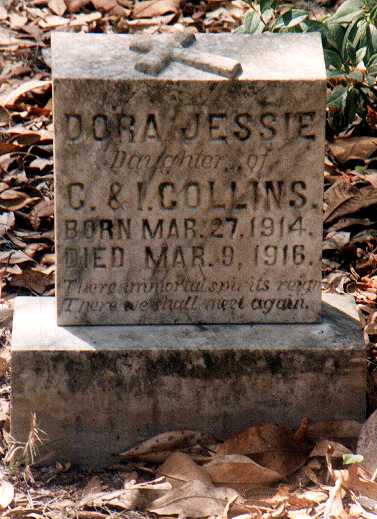 DORA JESSIE
Daughter of
C. & I. COLLINS.
BORN MAR. 27, 1914.
DIED MAR. 9, 1916.
There immortal spirits reign
There we shall meet again.